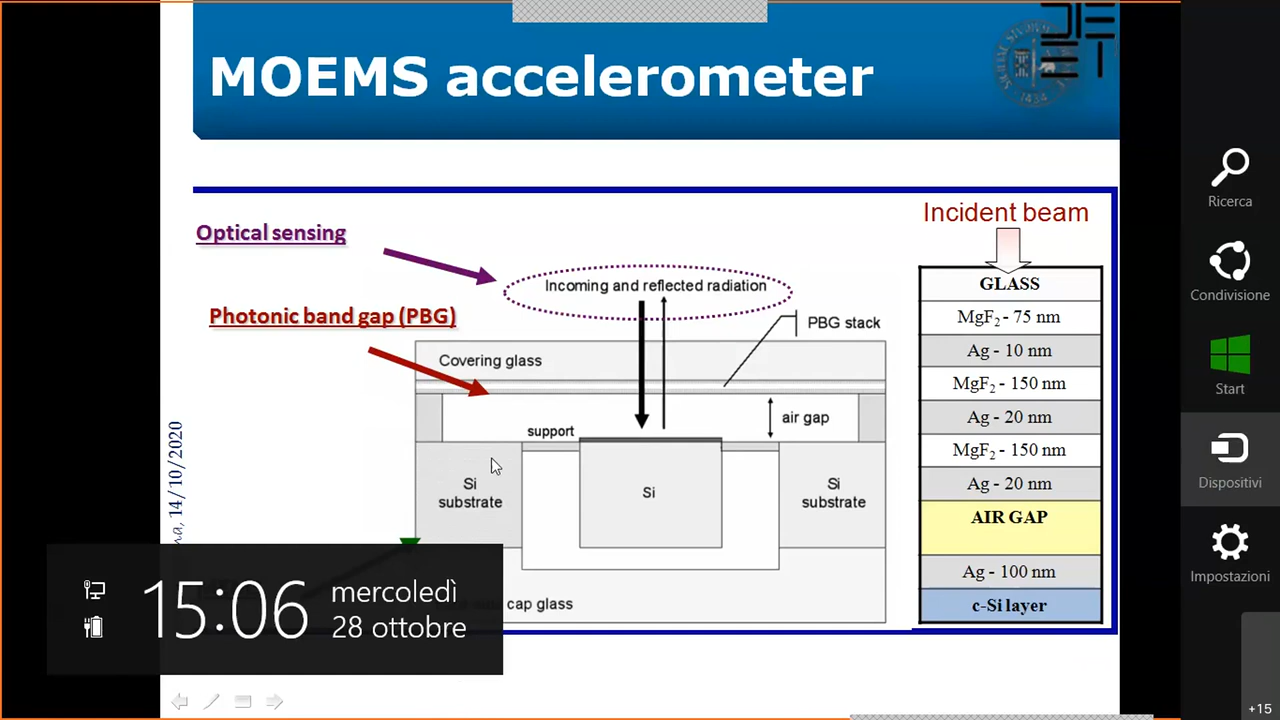 MOEMS accelerometer
Optical sensing
Photonic band gap (PBG)
Incoming and reflected radiation
PBG stack
Covering glass
air gap
support
Si
substrate
Si
Si
substrate
cap glass
Incident beam
GLASS
MgF₂ - 75 nm
Ag - 10 nm
MgF₂ - 150 nm
Ag - 20 nm
MgF₂ - 150 nm
Ag - 20 nm
AIR GAP
Ag - 100 nm
c-Si layer
14/10/2020
15:06
mercoledì
28 ottobre
Ricerca
Condivisione
Start
Dispositivi
Impostazioni
+15